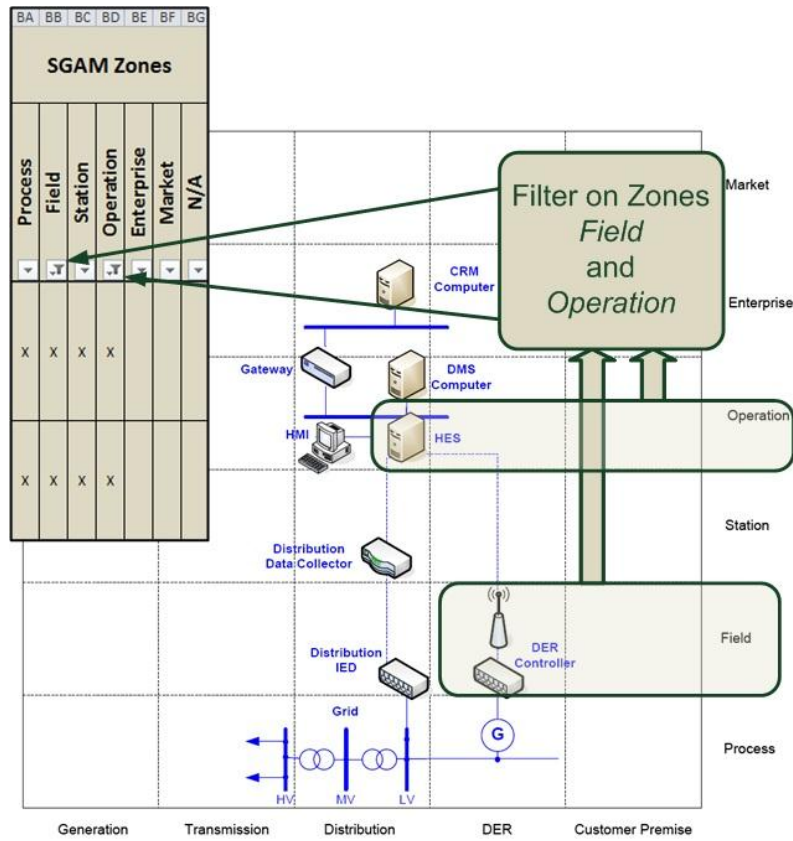 BA BB BC BD BE BF BG
SGAM Zones
Process
Field
Station
Operation
Enterprise
Market
N/A
X X X X
X X X X
Filter on Zones
Field
and
Operation
Market
Enterprise
Operation
Station
Field
Process
CRM
Computer
Gateway
DMS
Computer
HMI
HES
Distribution
Data Collector
Distribution
IED
DER
Controller
Grid
G
HV
MV
LV
Generation
Transmission
Distribution
DER
Customer Premise